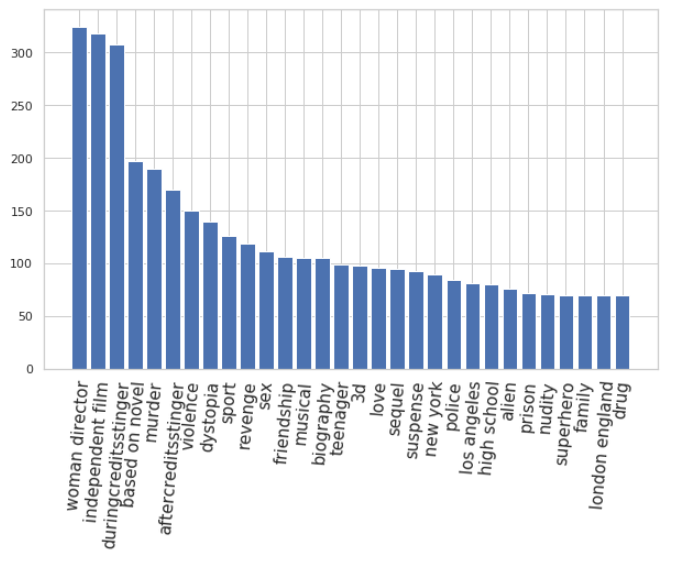 300
250
200
150
100
50
0
woman director
independent film
duringcreditsstinger
based on novel
murder
aftercreditsstinger
violence
dystopia
sport
revenge
sex
friendship
musical
biography
teenager
3d
love
sequel
suspense
new york
police
los angeles
high school
alien
prison
nudity
superhero
family
london england
drug